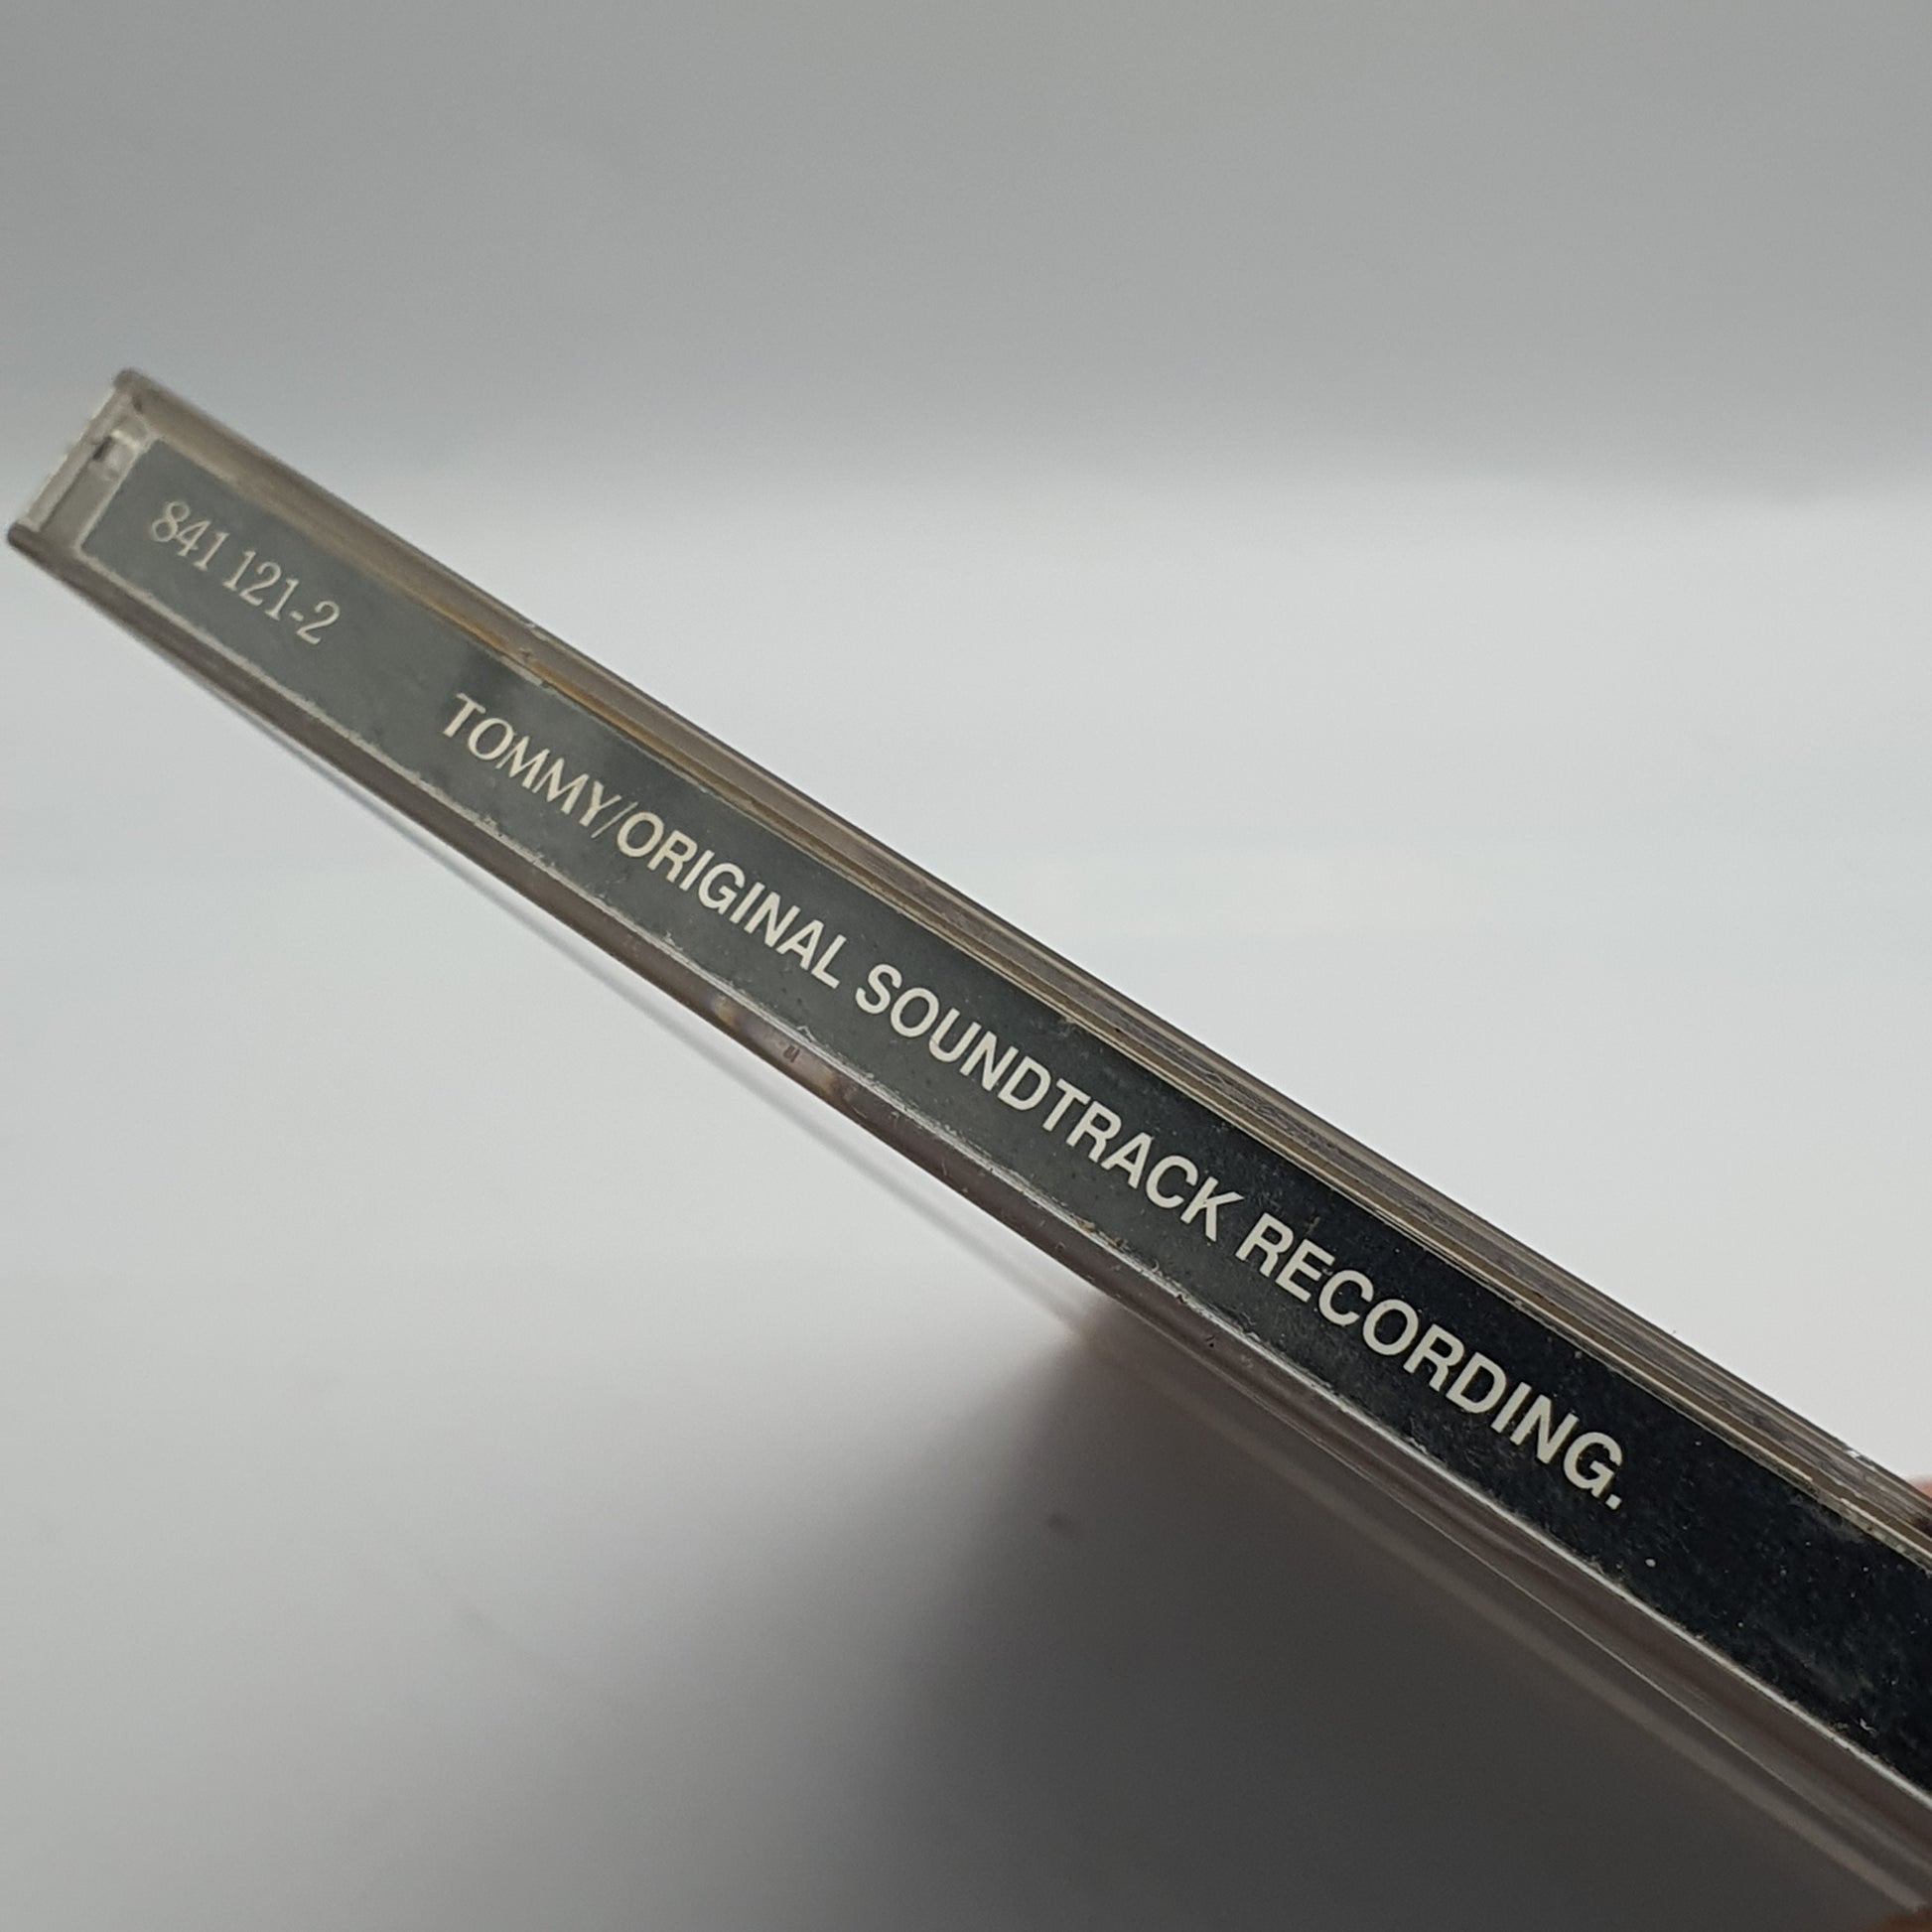 841 121-2 TOMMY/ORIGINAL SOUNDTRACK RECORDING.